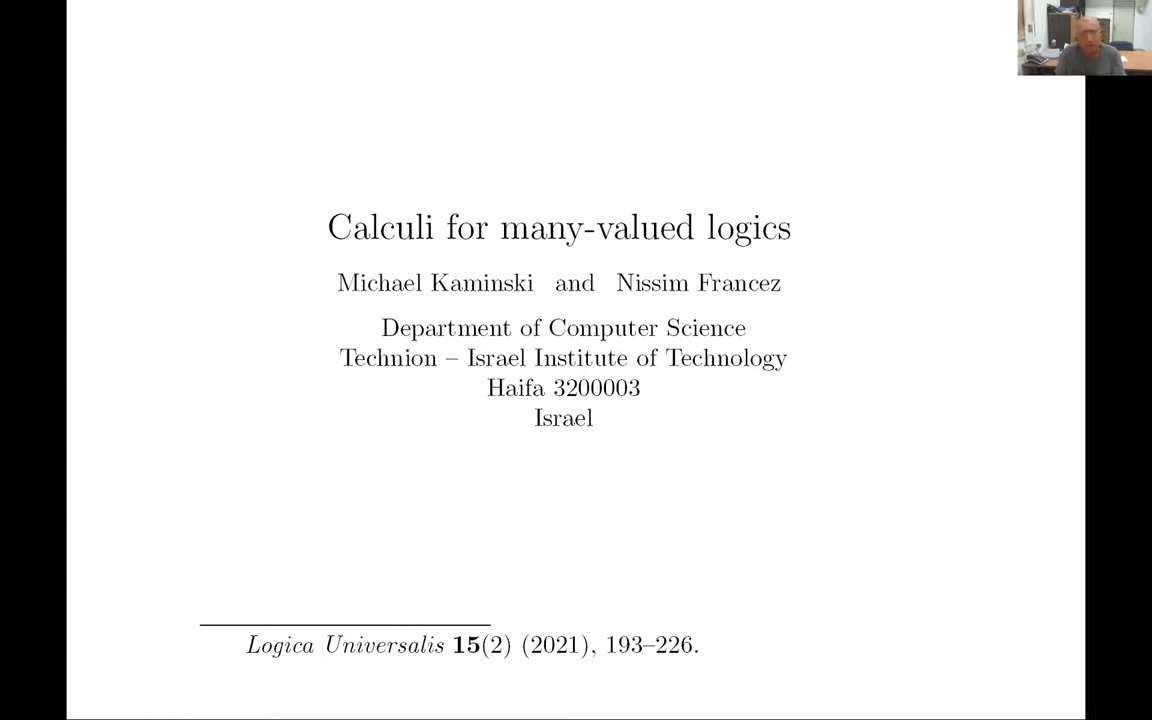 Calculi for many-valued logics
Michael Kaminski and Nissim Francez
Department of Computer Science
Technion – Israel Institute of Technology
Haifa 3200003
Israel
Logica Universalis 15(2) (2021), 193–226.